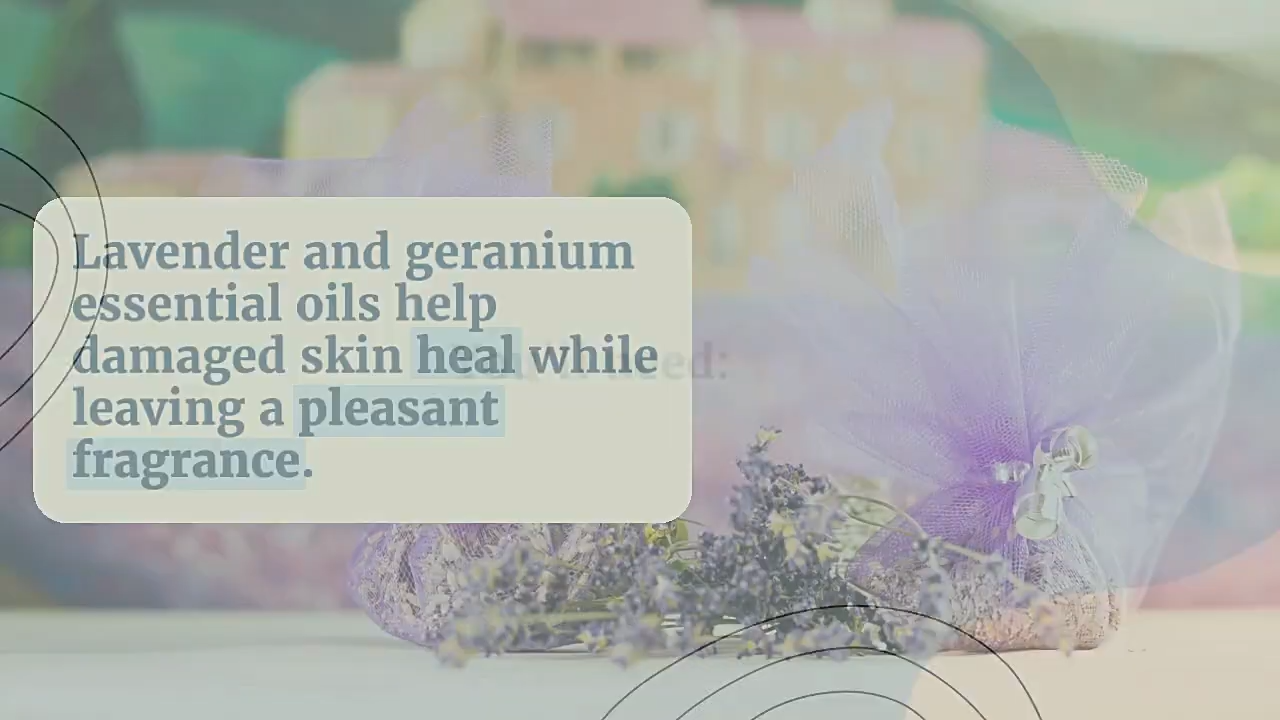 Lavender and geranium
essential oils help
damaged skin heal while
leaving a pleasant
fragrance.